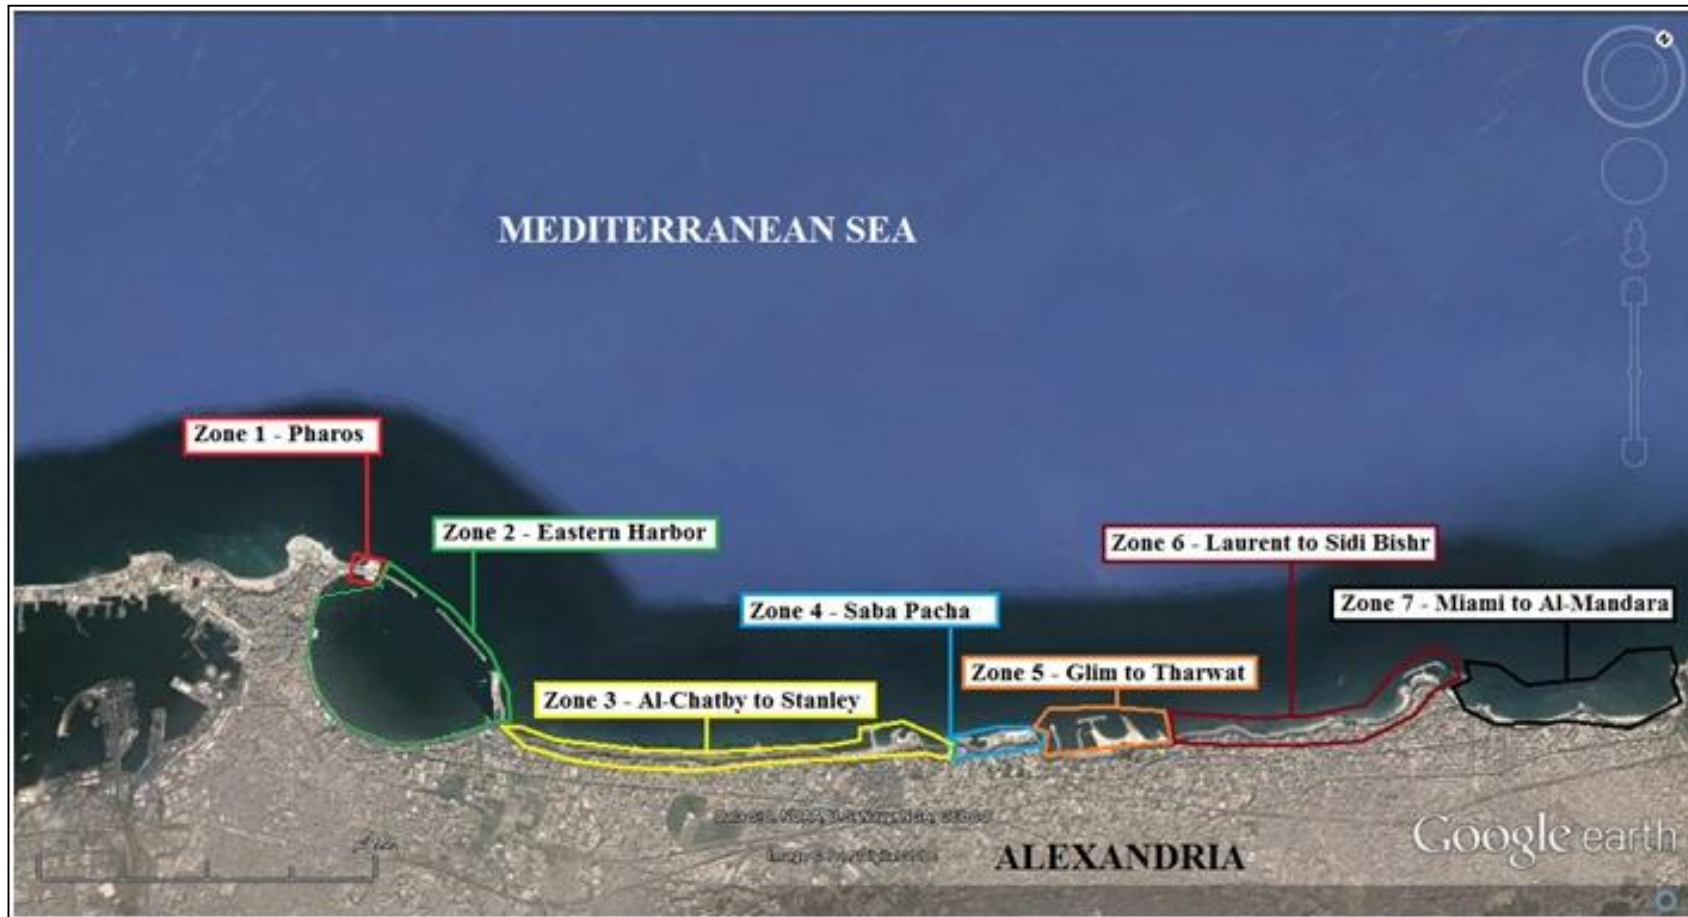 N
MEDITERRANEAN SEA
Zone 1 - Pharos
Zone 2 - Eastern Harbor
Zone 6 - Laurent to Sidi Bishr
Zone 4 - Saba Pacha
Zone 7 - Miami to Al-Mandara
Zone 5 - Glim to Tharwat
Zone 3 - Al-Chatby to Stanley
Google earth
ALEXANDRIA